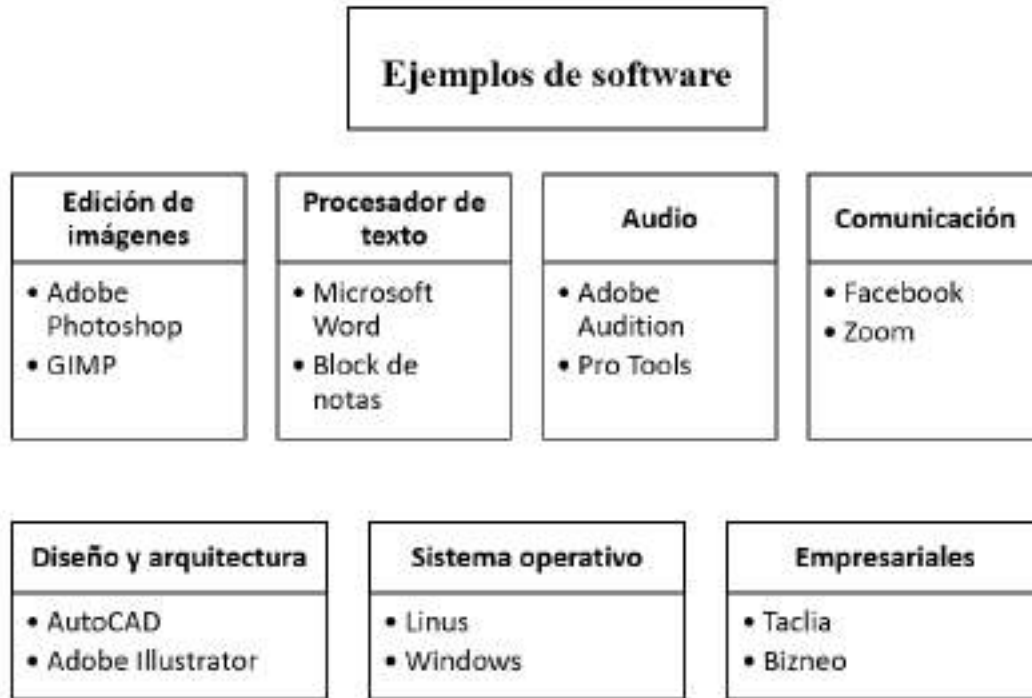 Ejemplos de software
Edición de
imágenes
• Adobe
Photoshop
• GIMP
Procesador de
texto
• Microsoft
Word
• Block de
notas
Audio
• Adobe
Audition
• Pro Tools
Comunicación
• Facebook
• Zoom
Diseño y arquitectura
• AutoCAD
• Adobe Illustrator
Sistema operativo
• Linus
• Windows
Empresariales
• Taclia
• Bizneo